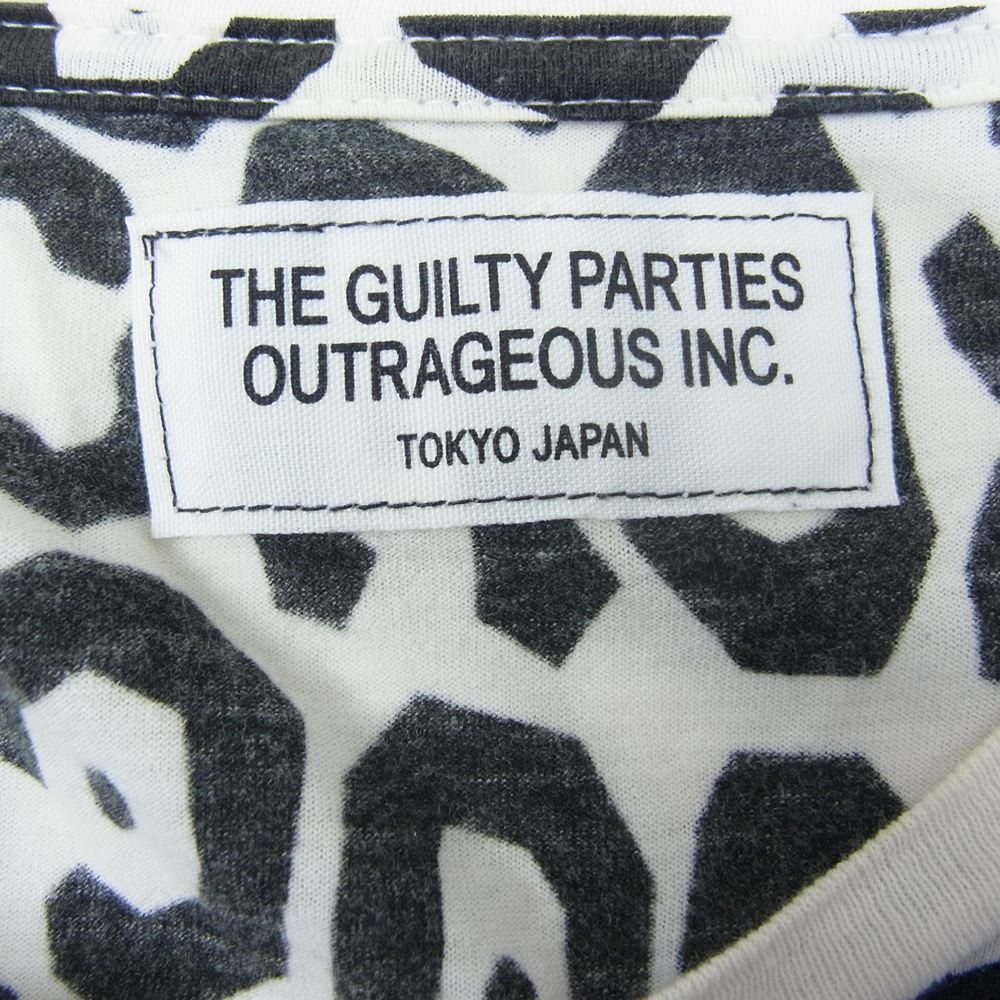 THE GUILTY PARTIES
OUTRAGEOUS INC.
TOKYO JAPAN